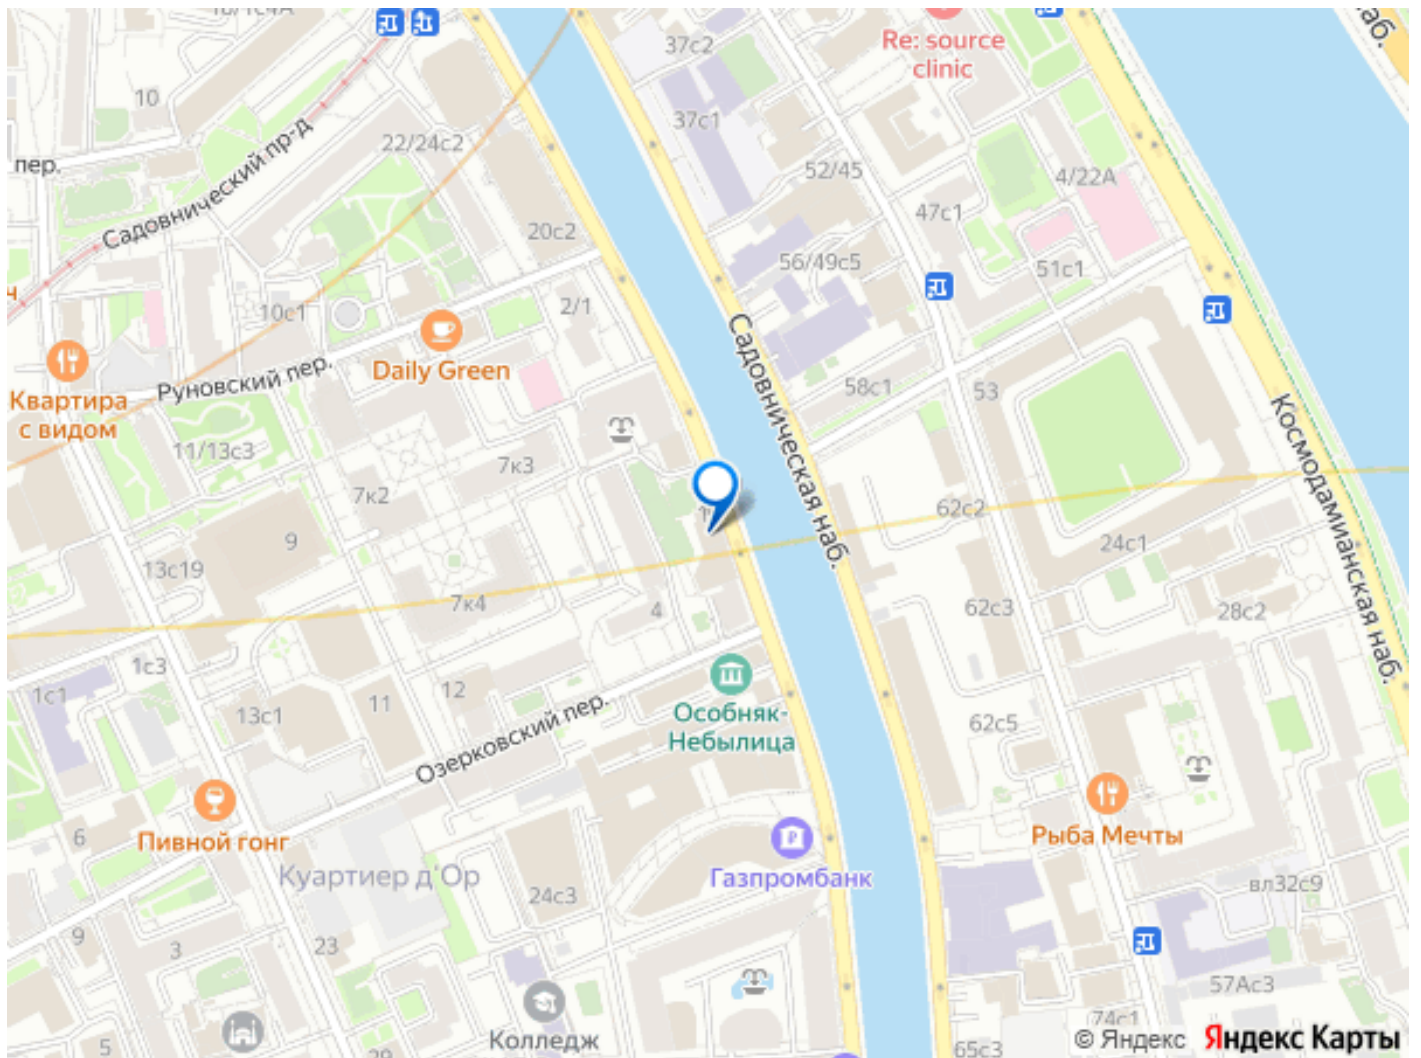 37с2
Re: source
clinic
наб.
10
22/24с2
37с1
пер.
Садовнический пр-д
52/45
4/22А
47с1
20с2
56/49с5
51с1
10с1
2/1
Daily Green
Садовническая наб.
Руновский пер.
58с1
53
Квартира
с видом
Космодамианская наб.
11/13с3
7к3
7к2
62с2
9
24с1
13с19
7к4
4
62с3
28с2
1с3
1с1
12
11
13с1
Особняк-
Небылица
62с5
Озерковский пер.
Пивной гонг
6
Рыба Мечты
Куартиер д'Ор
Газпромбанк
24с3
вл32с9
9
3
23
57Ас3
74с1
Колледж
5
65с3
© Яндекс
Яндекс Карты